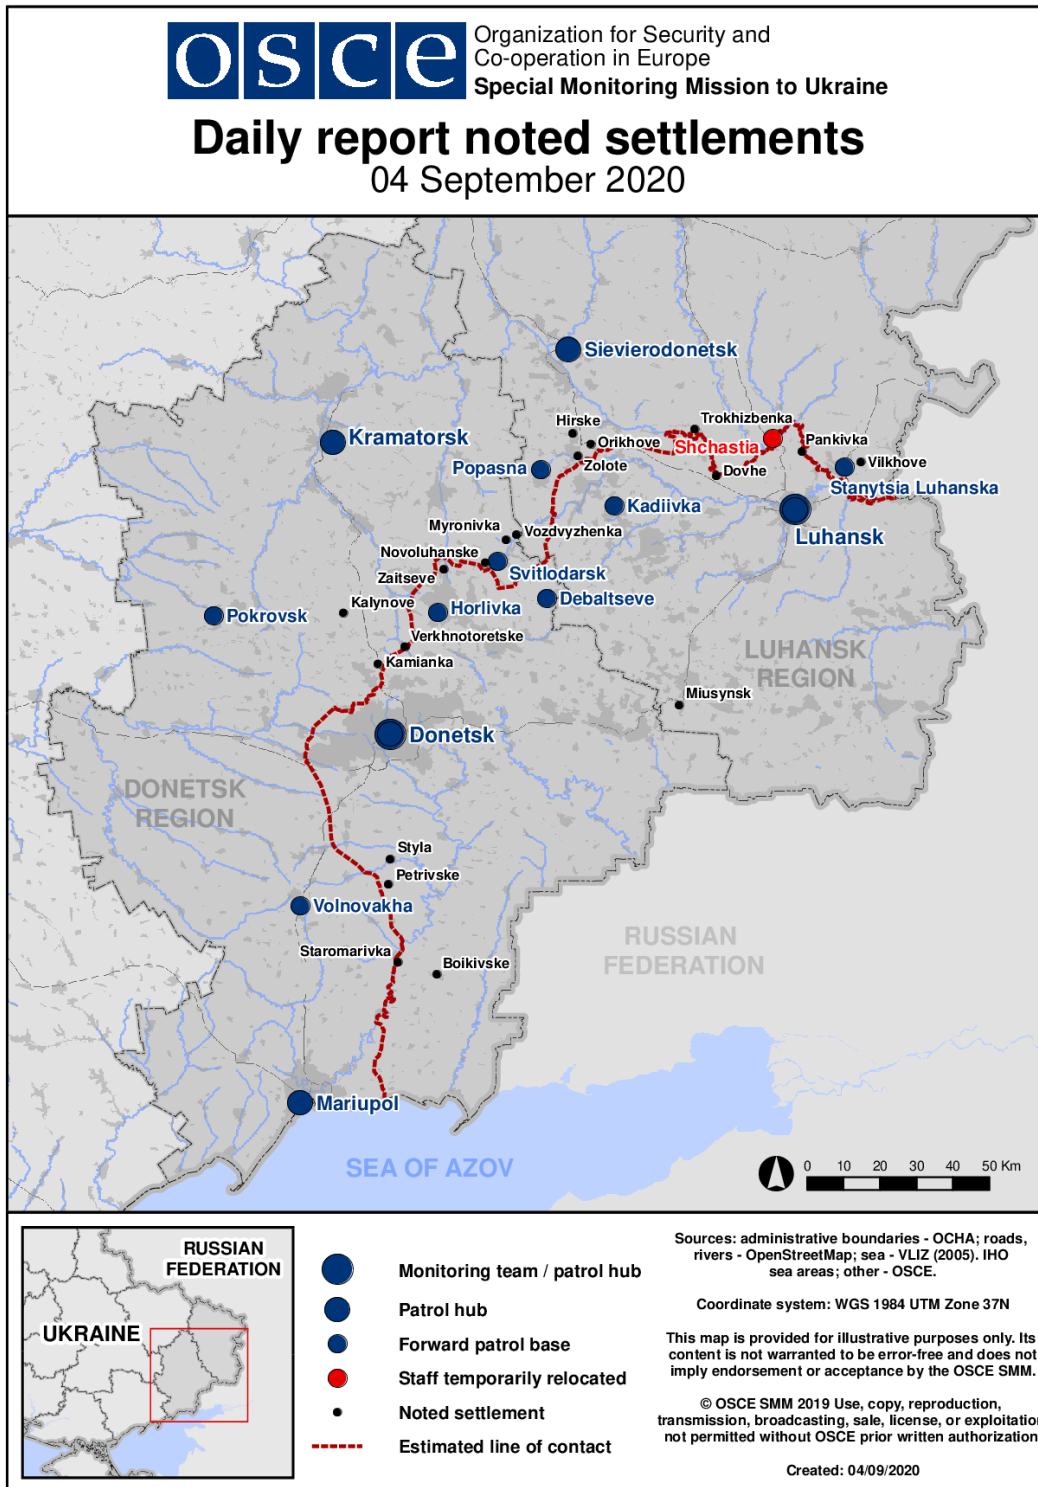 osce
Organization for Security and
Co-operation in Europe
Special Monitoring Mission to Ukraine
Daily report noted settlements
04 September 2020
Sievierodonetsk
Trokhizbenka
Hirske
Kramatorsk
Orikhove
Shchastia
Pankivka
Popasna
Zolote
Vilkhove
Dovhe
Stanytsia Luhanska
Kadiivka
Luhansk
Myronivka
Vozdvyzhenka
Novoluhanske
Zaitseve
Svitlodarsk
Kalynove
Horlivka
Debaltseve
Pokrovsk
Verkhnotoretske
Kamianka
LUHANSK
REGION
Miusynsk
Donetsk
DONETSK
REGION
Styla
Petrivske
Volnovakha
Staromarivka
Boikivske
RUSSIAN
FEDERATION
Mariupol
SEA OF AZOV
0 10 20 30 40 50 Km
RUSSIAN
FEDERATION
UKRAINE
Monitoring team / patrol hub
Patrol hub
Forward patrol base
Staff temporarily relocated
Noted settlement
Estimated line of contact
Sources: administrative boundaries - OCHA; roads,
rivers - OpenStreetMap; sea - VLIZ (2005). IHO
sea areas; other - OSCE.
Coordinate system: WGS 1984 UTM Zone 37N
This map is provided for illustrative purposes only. Its
content is not warranted to be error-free and does not
imply endorsement or acceptance by the OSCE SMM.
© OSCE SMM 2019 Use, copy, reproduction,
transmission, broadcasting, sale, license, or exploitation
not permitted without OSCE prior written authorization
Created: 04/09/2020